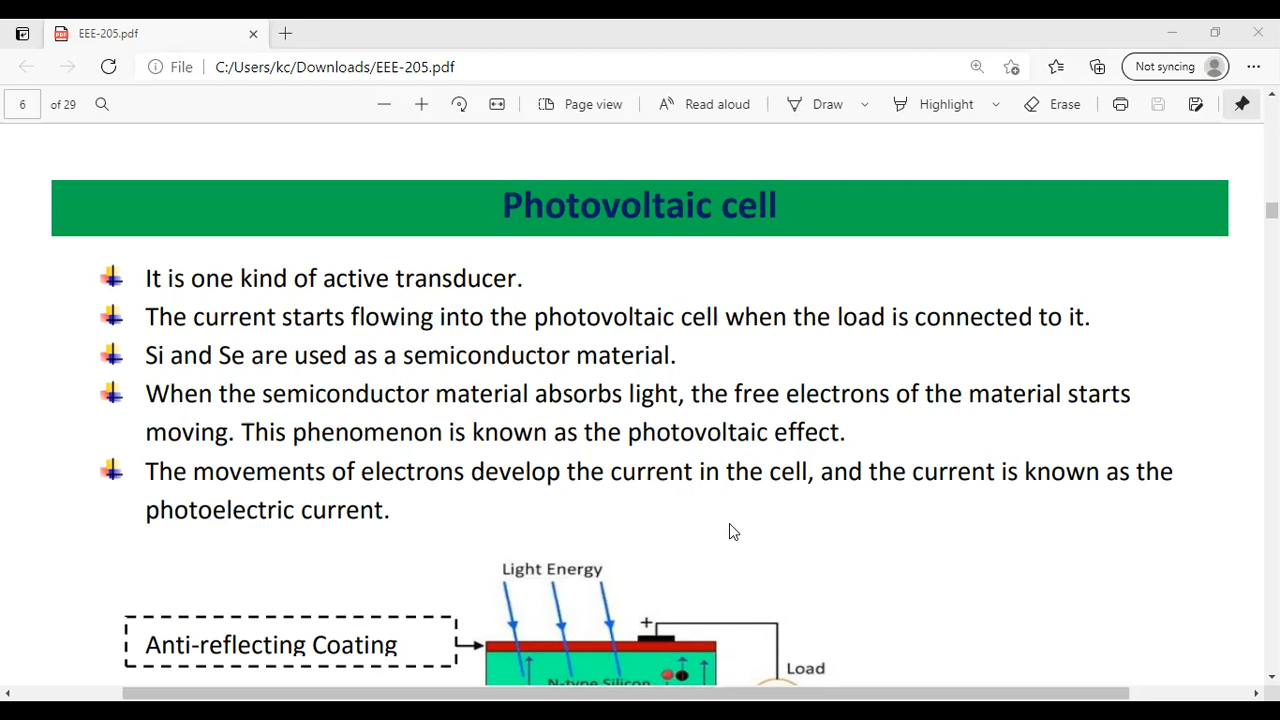 EEE-205.pdf
File C:/Users/kc/Downloads/EEE-205.pdf Not syncing
6 of 29 Page view Read aloud Draw Highlight Erase
Photovoltaic cell
It is one kind of active transducer.
The current starts flowing into the photovoltaic cell when the load is connected to it.
Si and Se are used as a semiconductor material.
When the semiconductor material absorbs light, the free electrons of the material starts
moving. This phenomenon is known as the photovoltaic effect.
The movements of electrons develop the current in the cell, and the current is known as the
photoelectric current.
Light Energy
+
Anti-reflecting Coating
Load
N-type Silicon